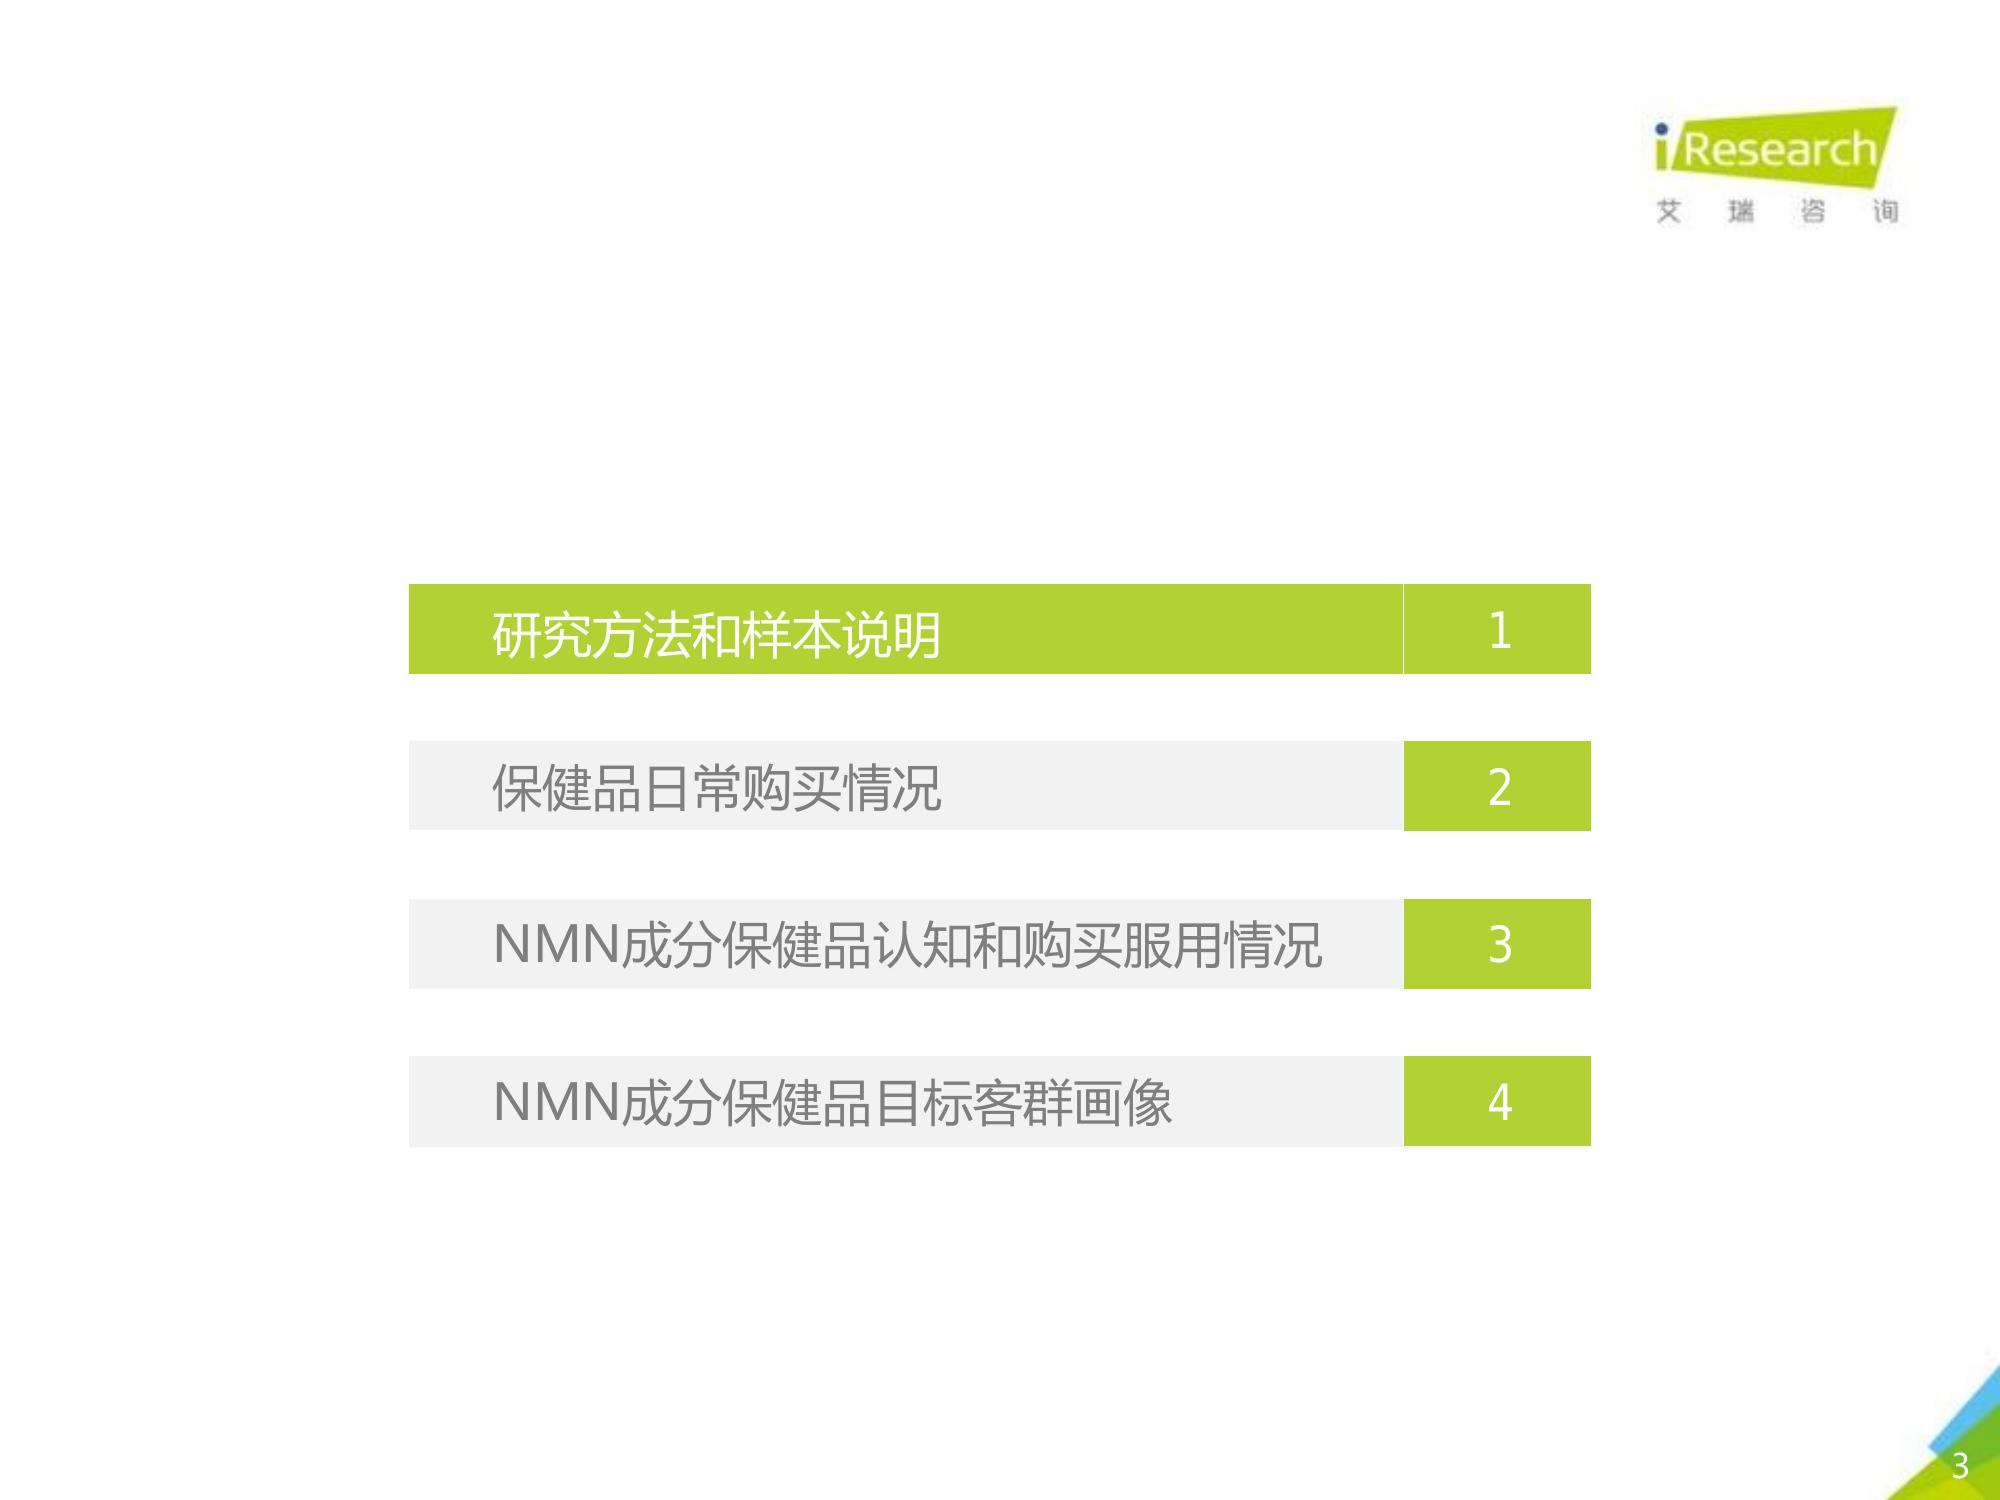 iResearch
艾瑞咨询
研究方法和样本说明 1
保健品日常购买情况 2
NMN成分保健品认知和购买服用情况 3
NMN成分保健品目标客群画像 4
3